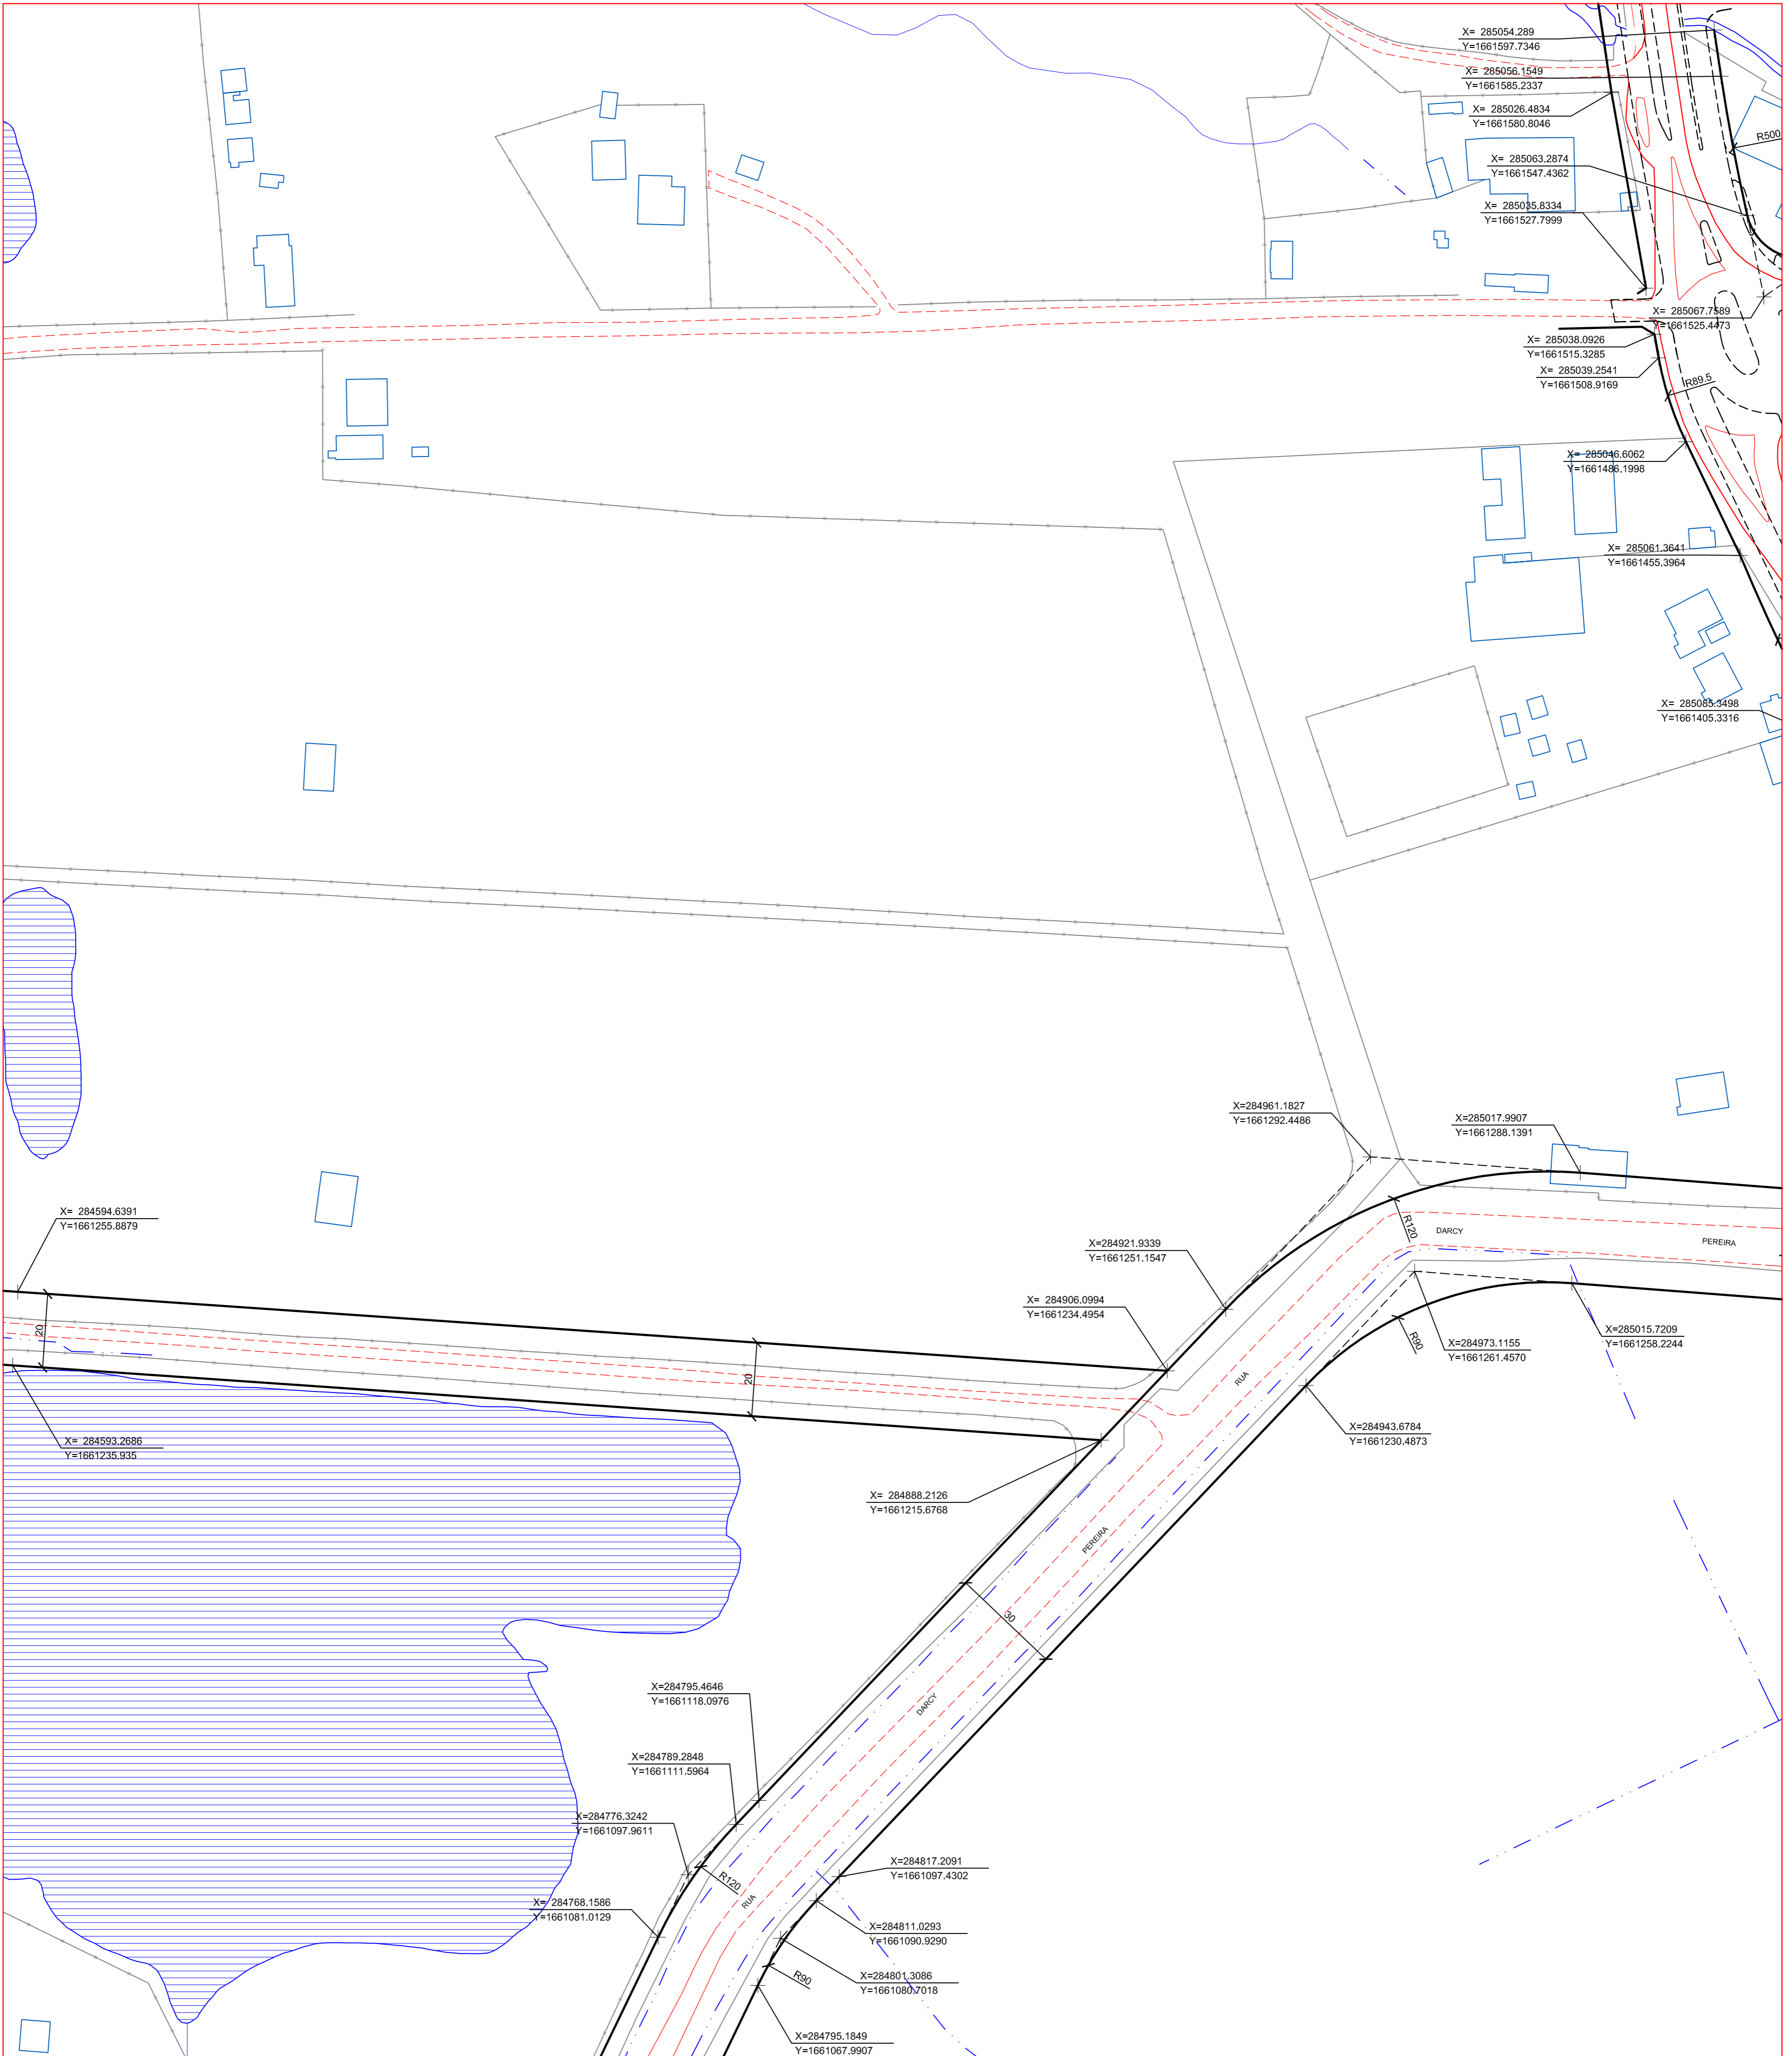 X= 285054.289
Y=1661597.7346
X= 285056.1549
Y=1661585.2337
X= 285026.4834
Y=1661580.8046
R500
X= 285063.2874
Y=1661547.4362
X= 285035.8334
Y=1661527.7999
X= 285067.7589
Y=1661525.4473
X= 285038.0926
Y=1661515.3285
X= 285039.2541
Y=1661508.9169
R89.5
X= 285046.6062
Y=1661486.1998
X= 285061.3641
Y=1661455.3964
X= 285085.3498
Y=1661405.3316
X=284961.1827
Y=1661292.4486
X=285017.9907
Y=1661288.1391
X= 284594.6391
Y=1661255.8879
R120
DARCY
PEREIRA
X=284921.9339
Y=1661251.1547
X= 284906.0994
Y=1661234.4954
20
R90
X=284973.1155
Y=1661261.4570
X=285015.7209
Y=1661258.2244
20
RUA
X= 284593.2686
Y=1661235.935
X=284943.6784
Y=1661230.4873
X= 284888.2126
Y=1661215.6768
PEREIRA
30
X=284795.4646
Y=1661118.0976
DARCY
X=284789.2848
Y=1661111.5964
X=284776.3242
Y=1661097.9611
X=284817.2091
Y=1661097.4302
R120
RUA
X= 284768.1586
Y=1661081.0129
X=284811.0293
Y=1661090.9290
R90
X=284801.3086
Y=1661080.7018
X=284795.1849
Y=1661067.9907